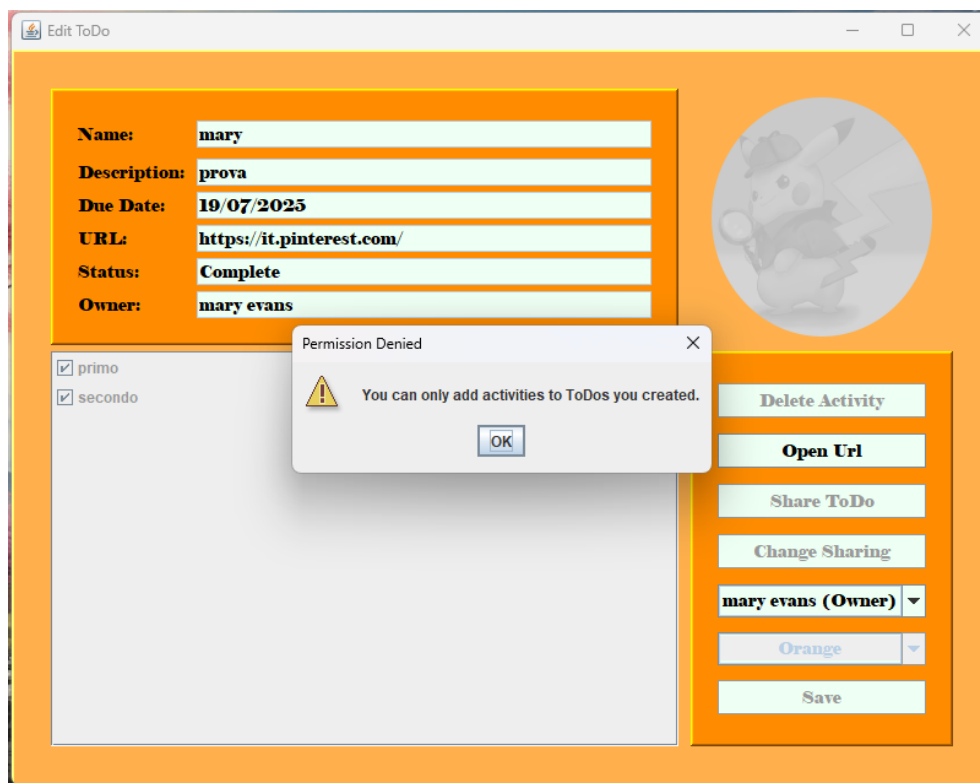 Edit ToDo
Name: mary
Description: prova
Due Date: 19/07/2025
URL: https://it.pinterest.com/
Status: Complete
Owner: mary evans
Permission Denied
You can only add activities to ToDos you created.
OK
primo
secondo
Delete Activity
Open Url
Share ToDo
Change Sharing
mary evans (Owner)
Orange
Save